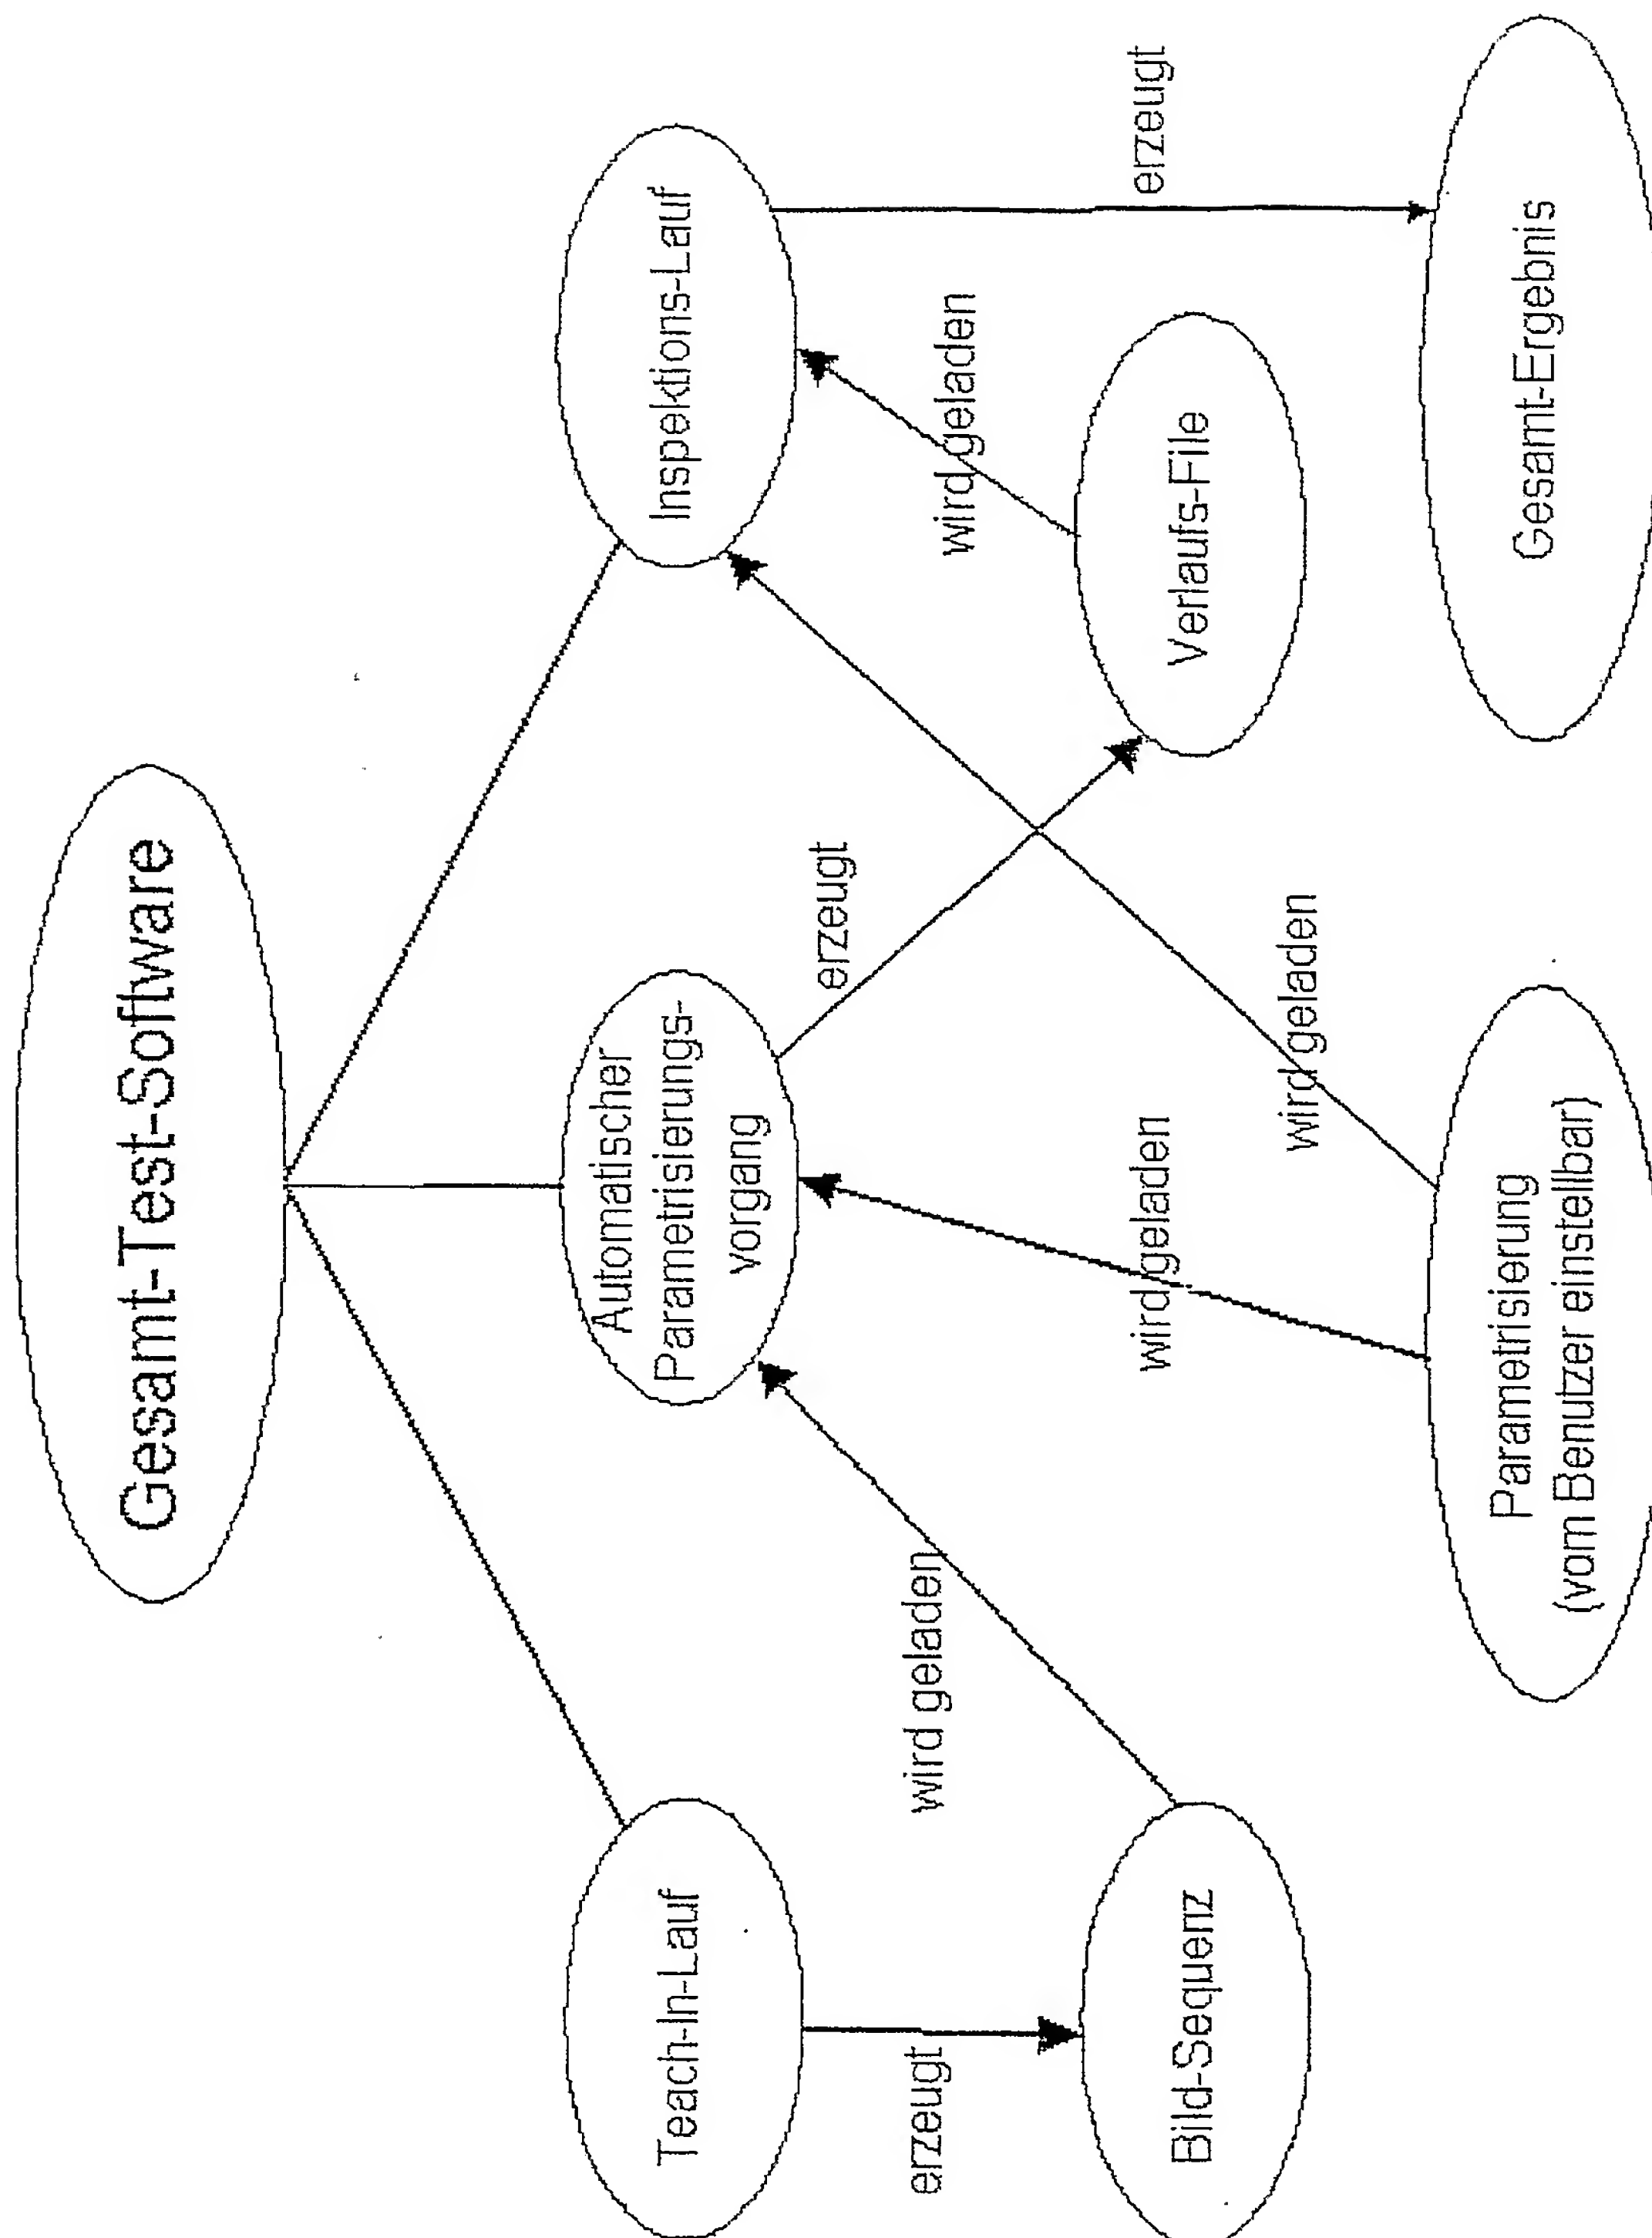 Gesamt-Test-Software
Teach-In-Lauf
Automatischer
Parametrisierungs-
vorgang
Inspektions-Lauf
erzeugt
wird geladen
erzeugt
wird geladen
erzeugt
wird geladen
wird geladen
Bild-Sequenz
Verlaufs-File
Parametrisierung
(vom Benutzer einstellbar)
Gesamt-Ergebnis